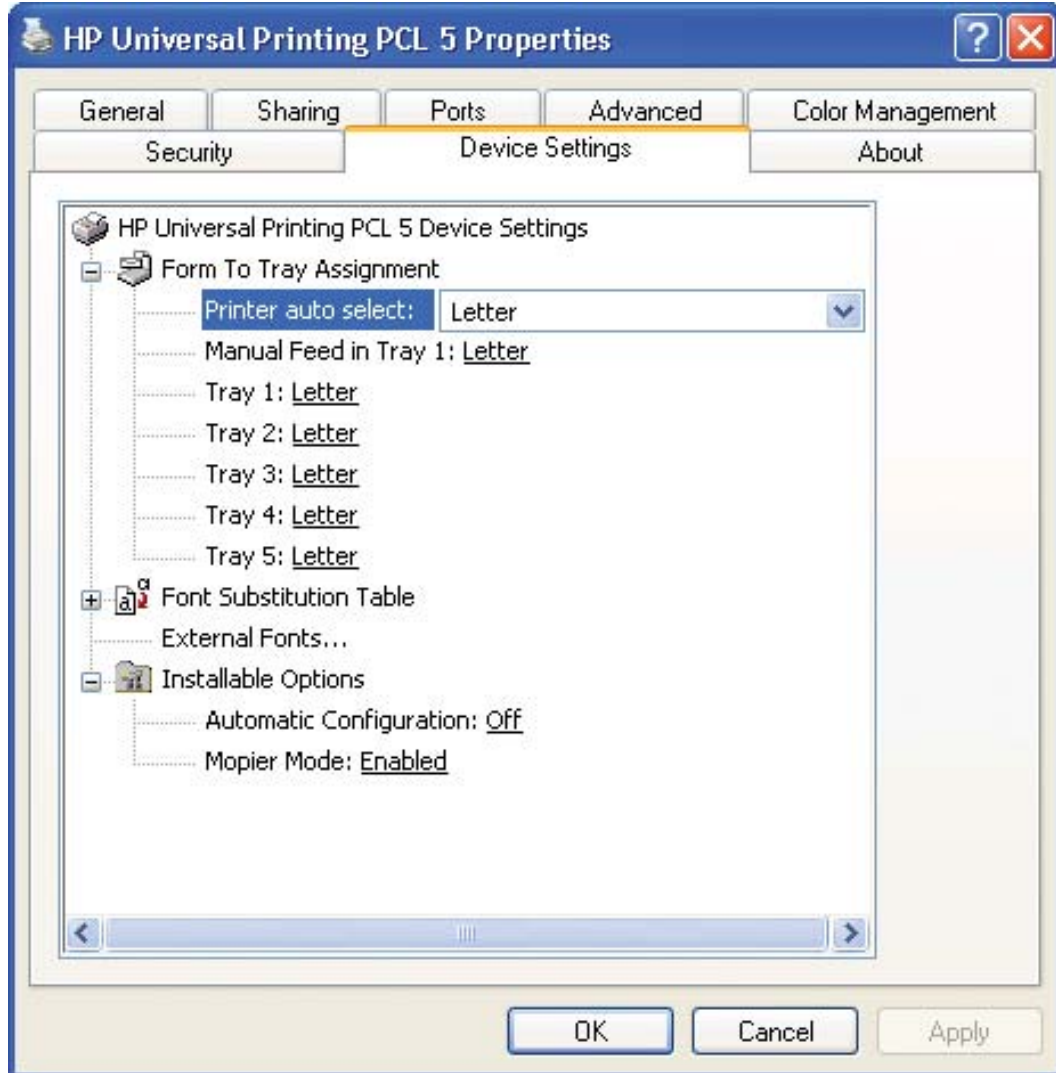 HP Universal Printing PCL 5 Properties
General Sharing Ports Advanced Color Management
Security Device Settings About
HP Universal Printing PCL 5 Device Settings
Form To Tray Assignment
Printer auto select: Letter
Manual Feed in Tray 1: Letter
Tray 1: Letter
Tray 2: Letter
Tray 3: Letter
Tray 4: Letter
Tray 5: Letter
Font Substitution Table
External Fonts...
Installable Options
Automatic Configuration: Off
Mopier Mode: Enabled
OK Cancel Apply